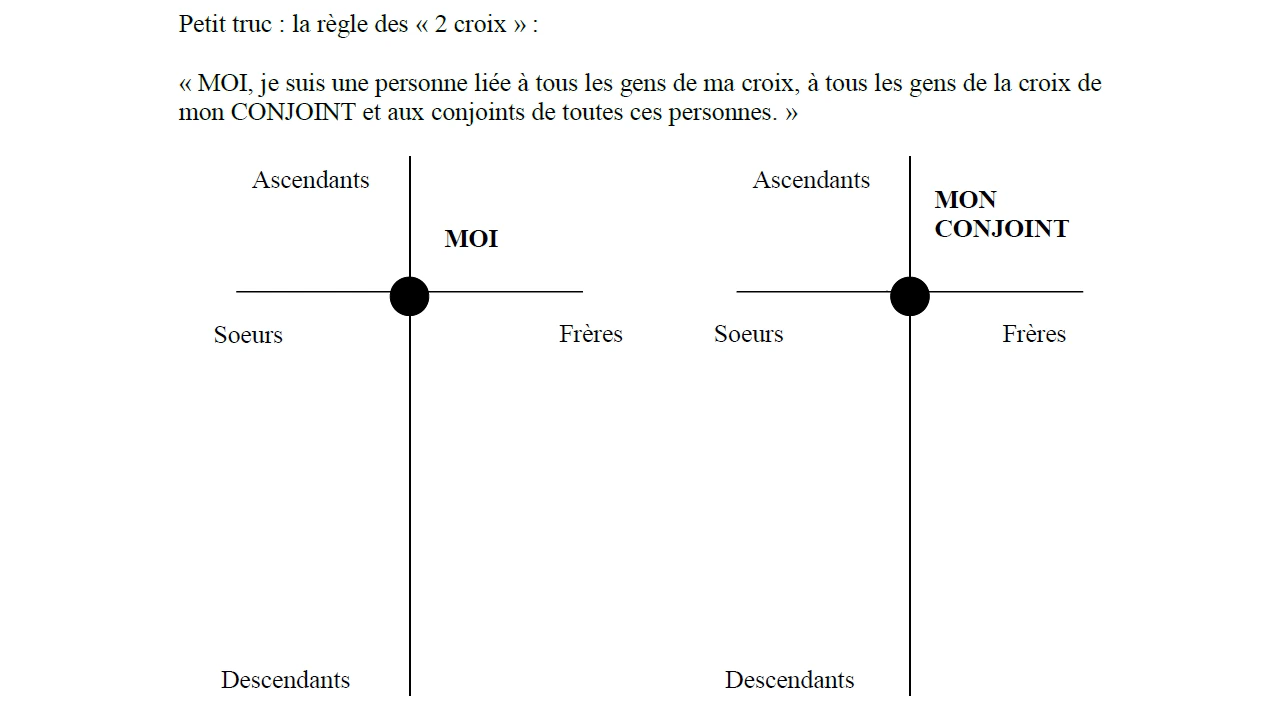 Petit truc : la règle des « 2 croix » :
« MOI, je suis une personne liée à tous les gens de ma croix, à tous les gens de la croix de
mon CONJOINT et aux conjoints de toutes ces personnes. »
Ascendants
MOI
Soeurs
Frères
Descendants
Ascendants
MON
CONJOINT
Soeurs
Frères
Descendants